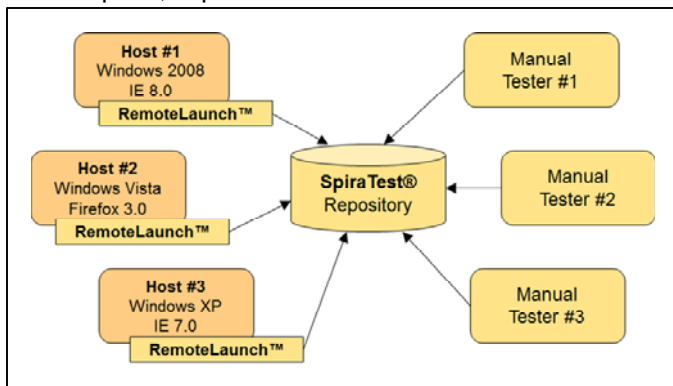 Host #1
Windows 2008
IE 8.0
RemoteLaunch™
Host #2
Windows Vista
Firefox 3.0
RemoteLaunch™
Host #3
Windows XP
IE 7.0
RemoteLaunch™
SpiraTest®
Repository
Manual
Tester #1
Manual
Tester #2
Manual
Tester #3